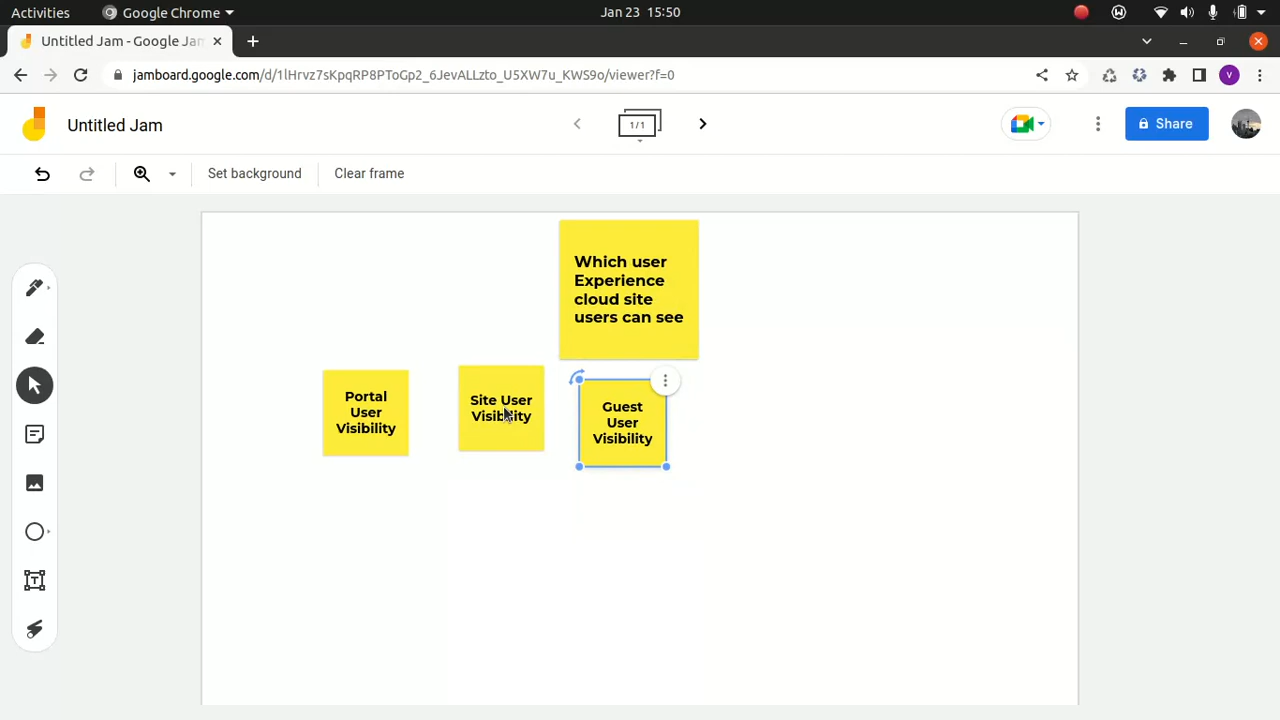 Activities
Google Chrome
Jan 23 15:50
Untitled Jam - Google Jam
jamboard.google.com/d/1lHrvz7sKpqRP8PToGp2_6JevALLzto_U5XW7u_KWS9o/viewer?f=0
V
Untitled Jam
1/1
Share
Set background
Clear frame
Which user
Experience
cloud site
users can see
Portal
User
Visibility
Site User
Visibility
Guest
User
Visibility